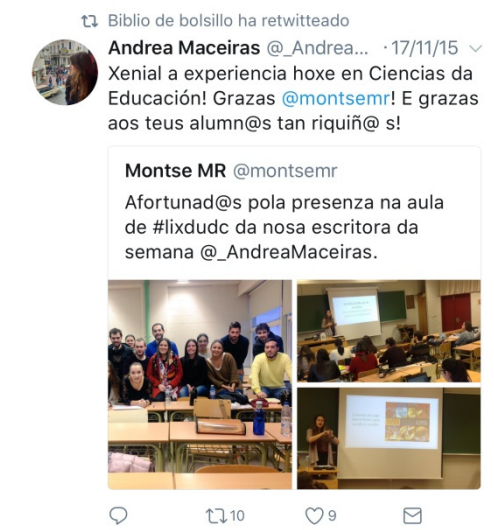 Biblio de bolsillo ha retwitteado
Andrea Maceiras @_Andrea... · 17/11/15
Xenial a experiencia hoxe en Ciencias da
Educación! Grazas @montsemr! E grazas
aos teus alumn@s tan riquiñ@ s!
Montse MR @montsemr
Afortunad@s pola presenza na aula
de #lixdudc da nosa escritora da
semana @_AndreaMaceiras.
10
9